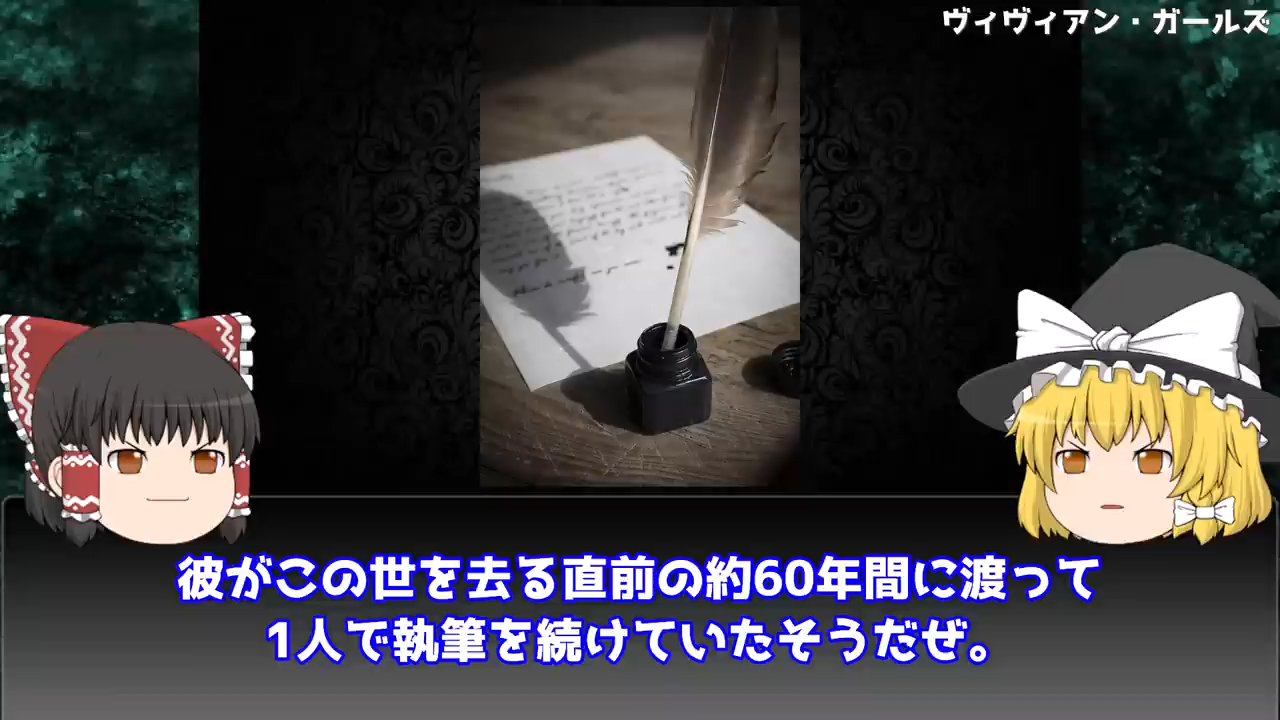 ヴィヴィアン・ガールズ
彼がこの世を去る直前の約60年間に渡って
1人で執筆を続けていたそうだぜ。